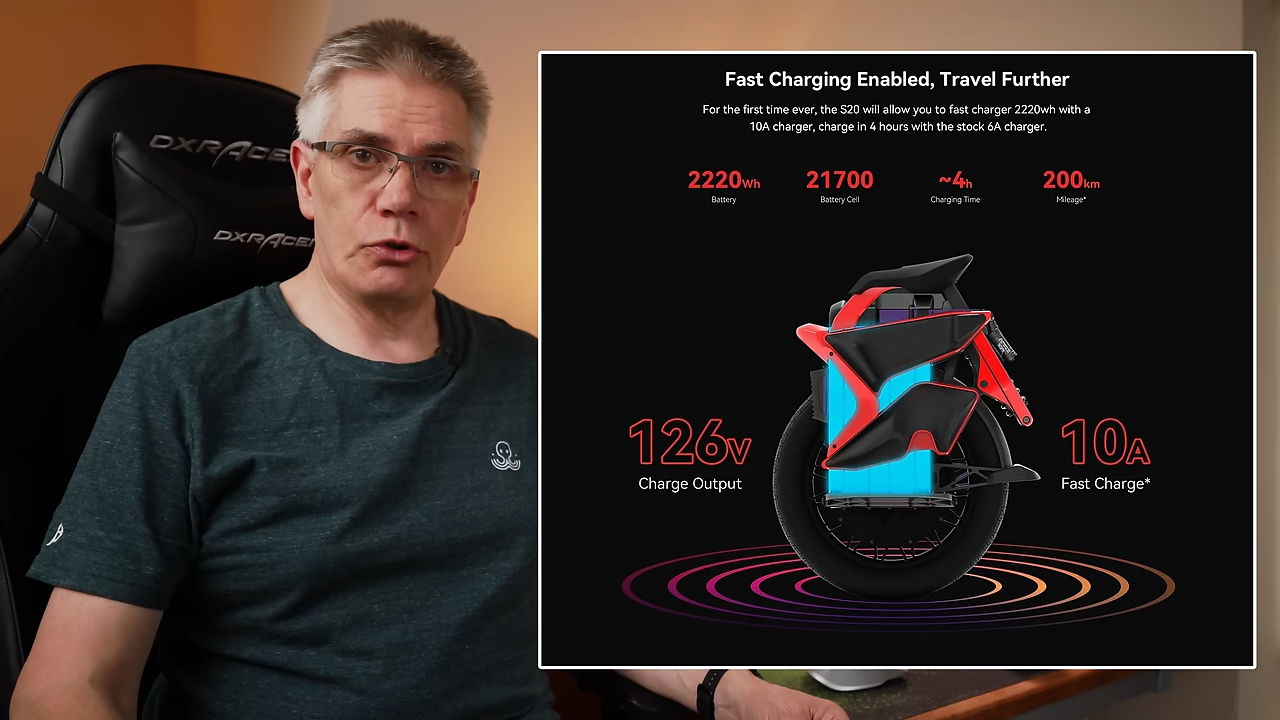 DXRACE
DXRACER
Fast Charging Enabled, Travel Further
For the first time ever, the S20 will allow you to fast charger 2220wh with a
10A charger, charge in 4 hours with the stock 6A charger.
2220Wh 21700 ~4h 200km
Battery Battery Cell Charging Time Mileage*
126V 10A
Charge Output Fast Charge*